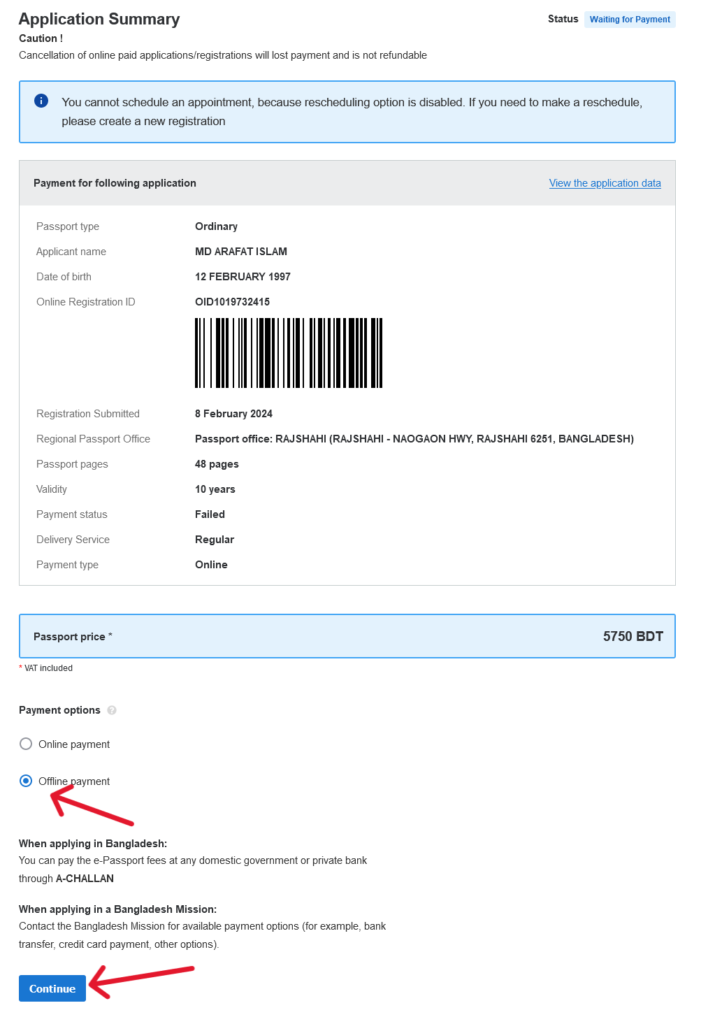 Application Summary
Status Waiting for Payment
Caution !
Cancellation of online paid applications/registrations will lost payment and is not refundable
You cannot schedule an appointment, because rescheduling option is disabled. If you need to make a reschedule,
please create a new registration
Payment for following application
View the application data
Passport type Ordinary
Applicant name MD ARAFAT ISLAM
Date of birth 12 FEBRUARY 1997
Online Registration ID OID1019732415
Registration Submitted 8 February 2024
Regional Passport Office Passport office: RAJSHAHI (RAJSHAHI - NAOGAON HWY, RAJSHAHI 6251, BANGLADESH)
Passport pages 48 pages
Validity 10 years
Payment status Failed
Delivery Service Regular
Payment type Online
Passport price * 5750 BDT
* VAT included
Payment options ?
Online payment
Offline payment
When applying in Bangladesh:
You can pay the e-Passport fees at any domestic government or private bank
through A-CHALLAN
When applying in a Bangladesh Mission:
Contact the Bangladesh Mission for available payment options (for example, bank
transfer, credit card payment, other options).
Continue